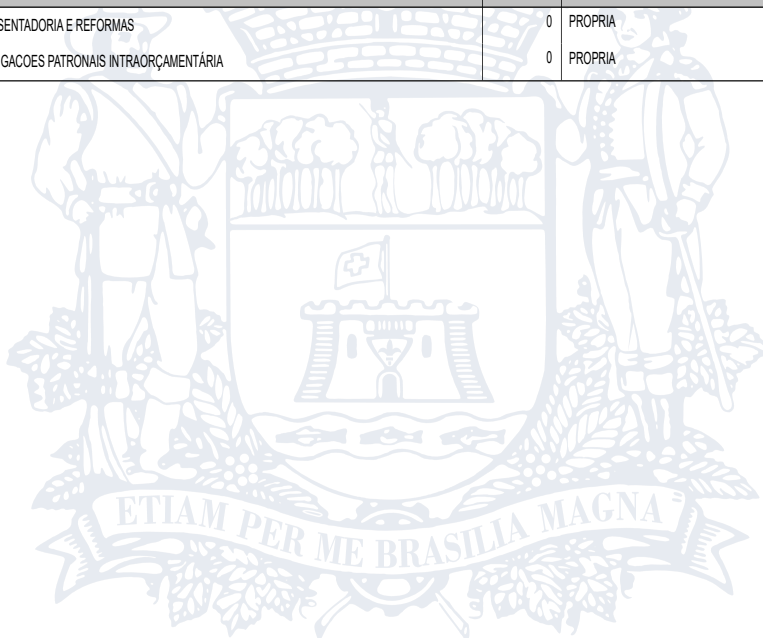 SENTADORIA E REFORMAS 0 PROPRIA
GACOES PATRONAIS INTRAORÇAMENTÁRIA 0 PROPRIA
ETIAM PER ME BRASILIA MAGNA